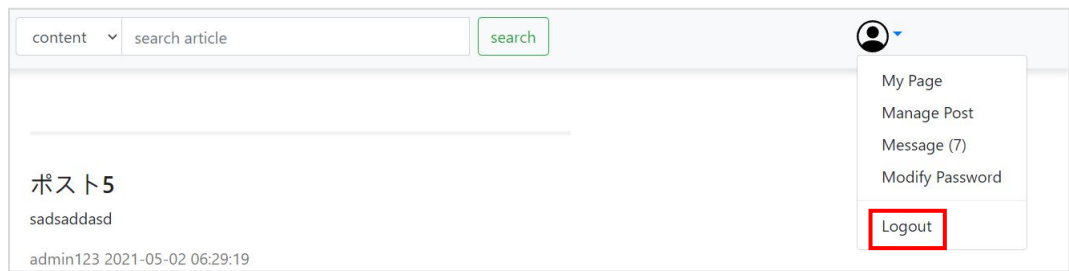 content
search article
search
My Page
Manage Post
Message (7)
Modify Password
Logout
ポスト5
sadsaddasd
admin123 2021-05-02 06:29:19